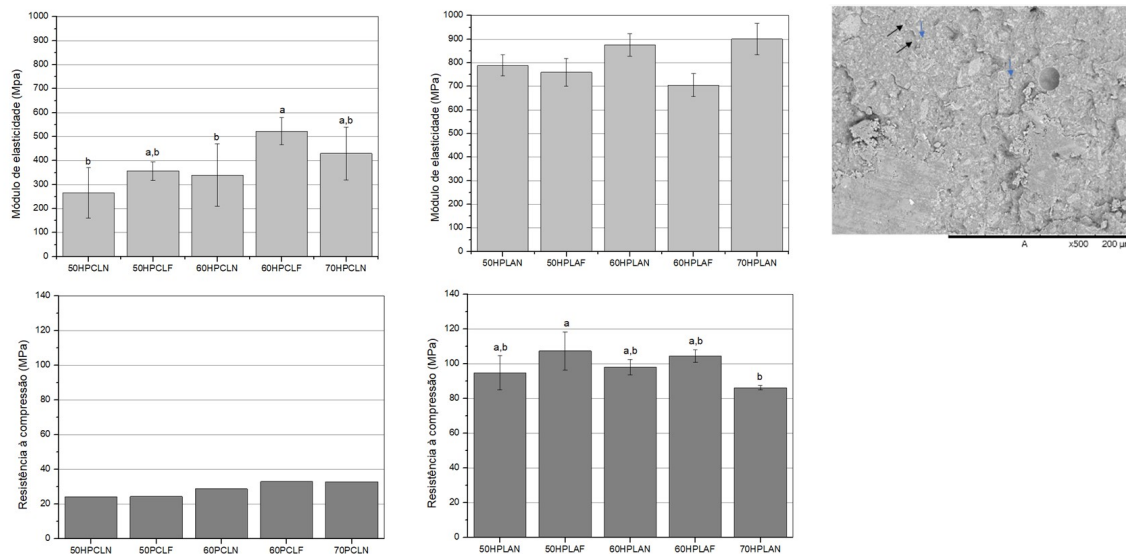 1000
900
800
700
600
500
400
300
200
100
0
Módulo de elasticidade (Mpa)
b
a,b
b
a
a,b
50HPCLN 50HPCLF 60HPCLN 60HPCLF 70HPCLN
1000
900
800
700
600
500
400
300
200
100
0
Módulo de elasticidade (MPa)
50HPLAN 50HPLAF 60HPLAN 60HPLAF 70HPLAN
A x500 200 µm
140
120
100
80
60
40
20
0
Resistência à compressão (MPa)
50HPCLN 50PCLF 60PCLN 60PCLF 70PCLN
140
120
100
80
60
40
20
0
Resistência à compressão (MPa)
a,b
a
a,b
a,b
b
50HPLAN 50HPLAF 60HPLAN 60HPLAF 70HPLAN